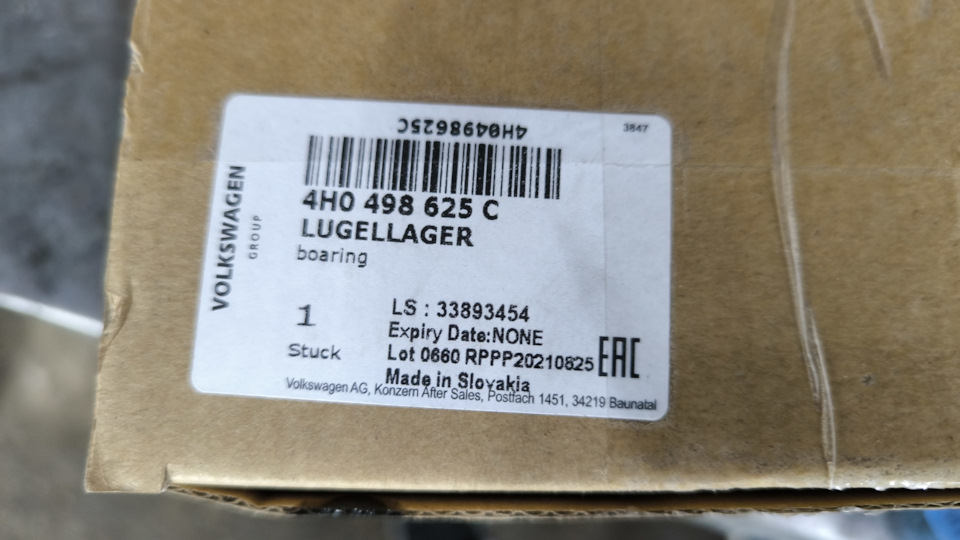 4H0498625C
3847
4H0 498 625 C
LUGELLAGER
boaring
VOLKSWAGEN
GROUP
1
Stuck
LS : 33893454
Expiry Date:NONE
Lot 0660 RPPP20210825
EAC
Made in Slovakia
Volkswagen AG, Konzern After Sales, Postfach 1451, 34219 Baunatal